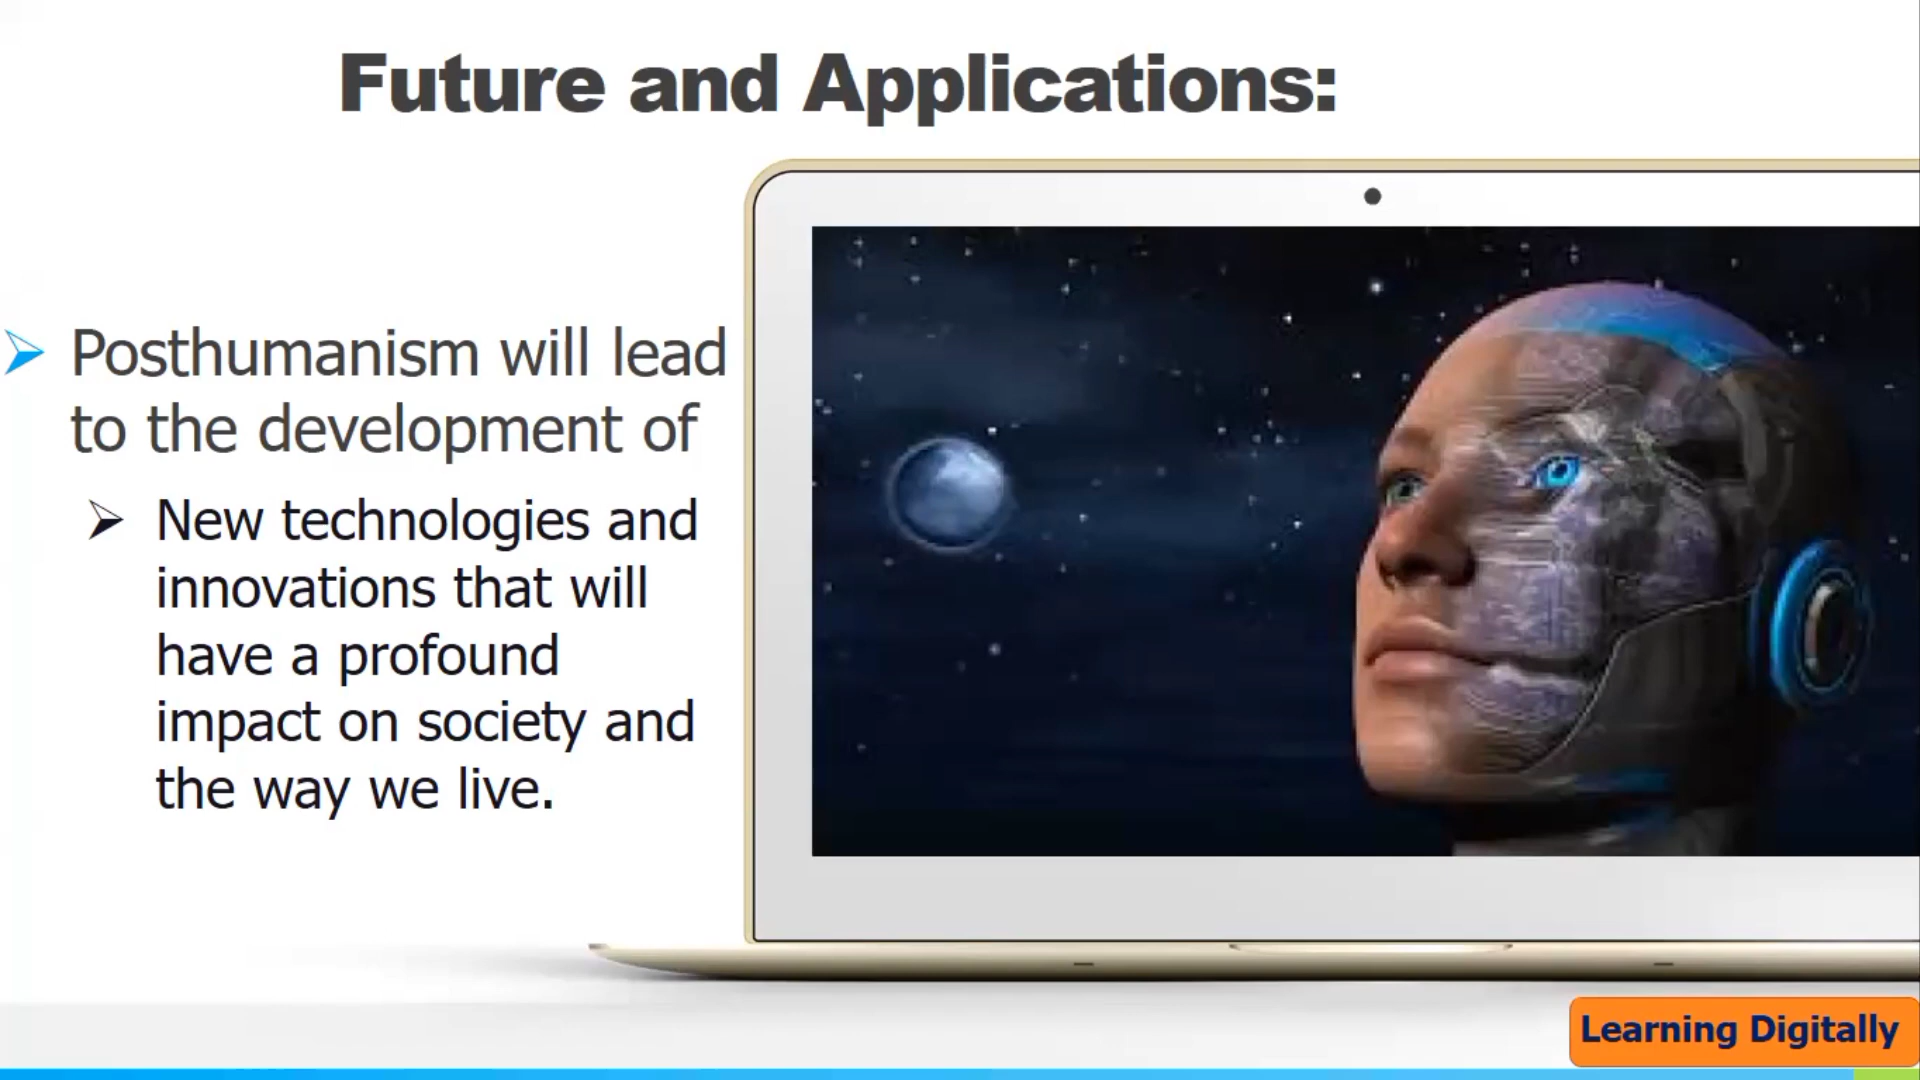 Future and Applications:
Posthumanism will lead
to the development of
New technologies and
innovations that will
have a profound
impact on society and
the way we live.
Learning Digitally